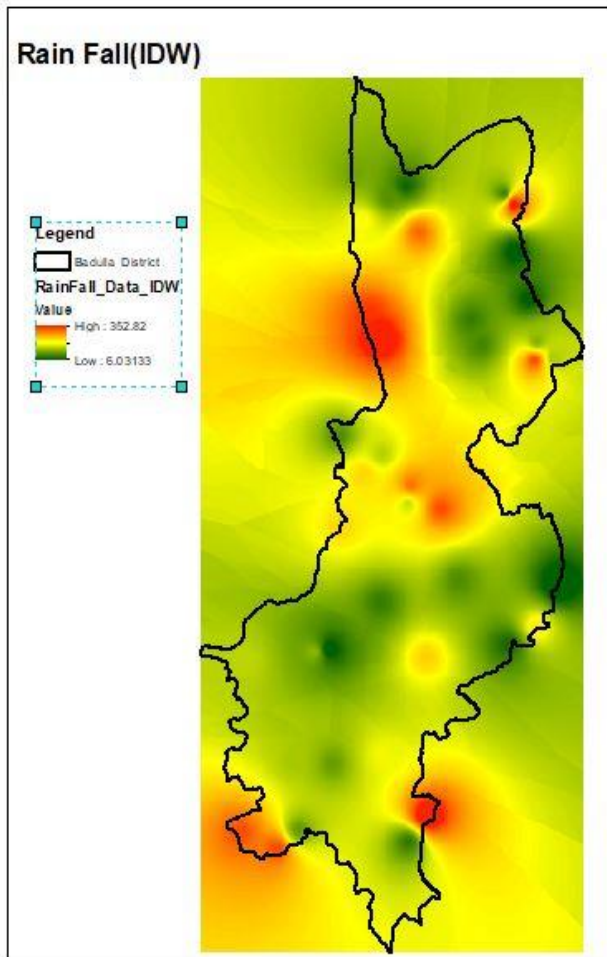 Rain Fall(IDW)
Legend
Badulla District
RainFall_Data_IDW
Value
High : 352.82
Low : 6.03133